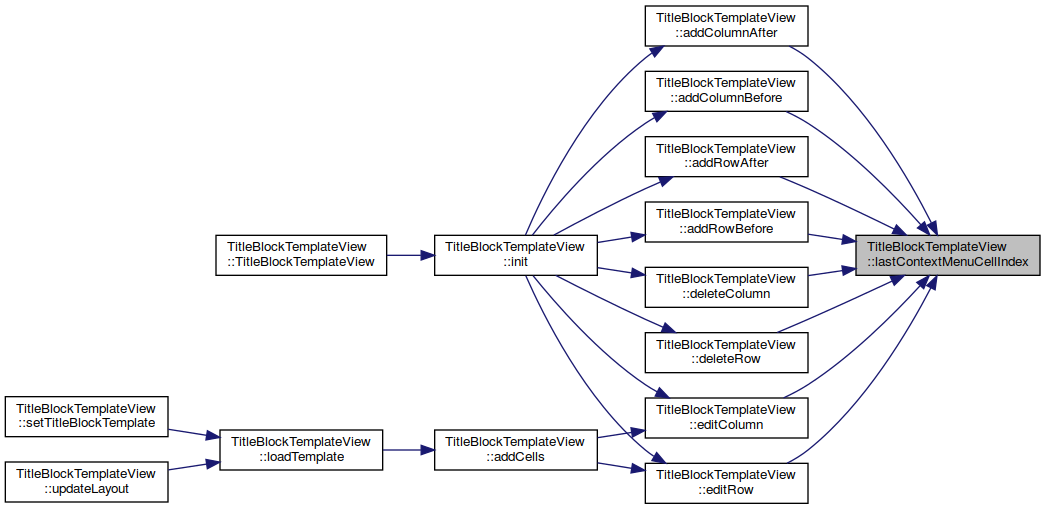 TitleBlockTemplateView
::addColumnAfter
TitleBlockTemplateView
::addColumnBefore
TitleBlockTemplateView
::addRowAfter
TitleBlockTemplateView
::addRowBefore
TitleBlockTemplateView
::TitleBlockTemplateView
TitleBlockTemplateView
::init
TitleBlockTemplateView
::lastContextMenuCellIndex
TitleBlockTemplateView
::deleteColumn
TitleBlockTemplateView
::deleteRow
TitleBlockTemplateView
::setTitleBlockTemplate
TitleBlockTemplateView
::editColumn
TitleBlockTemplateView
::loadTemplate
TitleBlockTemplateView
::addCells
TitleBlockTemplateView
::updateLayout
TitleBlockTemplateView
::editRow